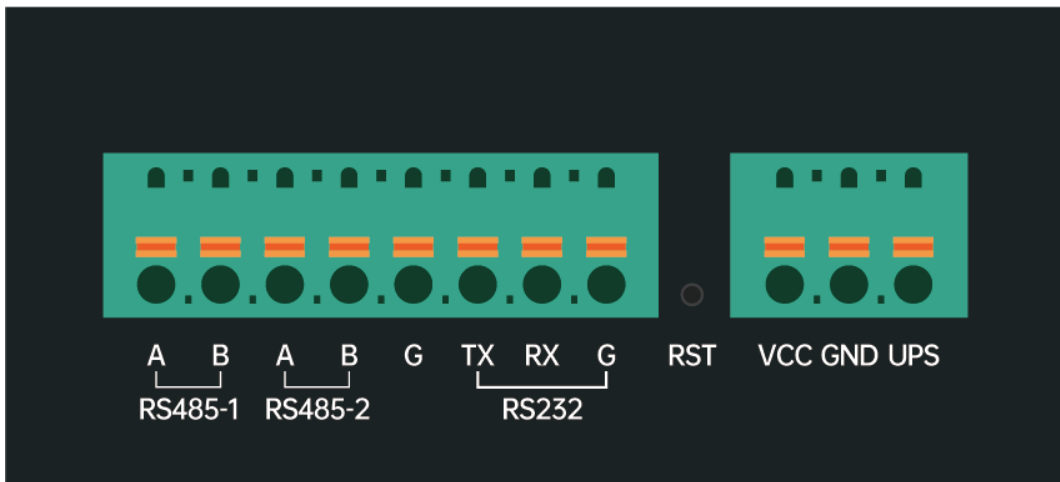 A B A B G TX RX G RST VCC GND UPS
RS485-1 RS485-2 RS232